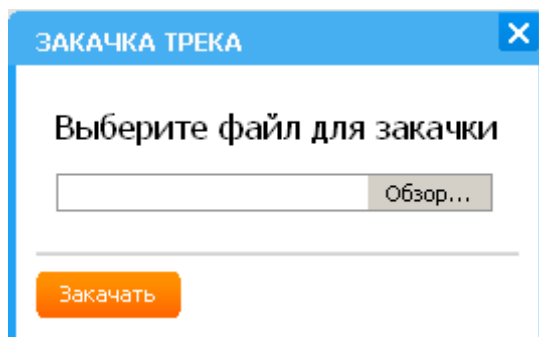 ЗАКАЧКА ТРЕКА
Выберите файл для закачки
Обзор...
Закачать